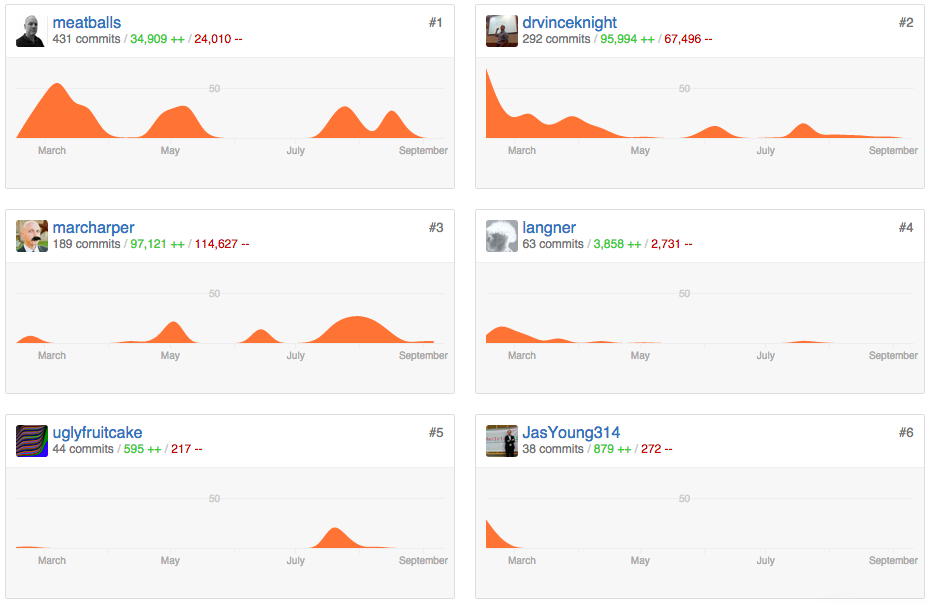 meatballs #1
431 commits / 34,909 ++ / 24,010 --
50
March May July September
drvinceknight #2
292 commits / 95,994 ++ / 67,496 --
50
March May July September
marcharper #3
189 commits / 97,121 ++ / 114,627 --
50
March May July September
langner #4
63 commits / 3,858 ++ / 2,731 --
50
March May July September
uglyfruitcake #5
44 commits / 595 ++ / 217 --
50
March May July September
JasYoung314 #6
38 commits / 879 ++ / 272 --
50
March May July September